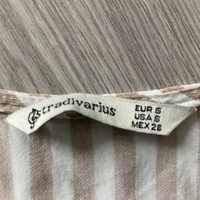 stradivarius
EUR S
USA S
MEX 26